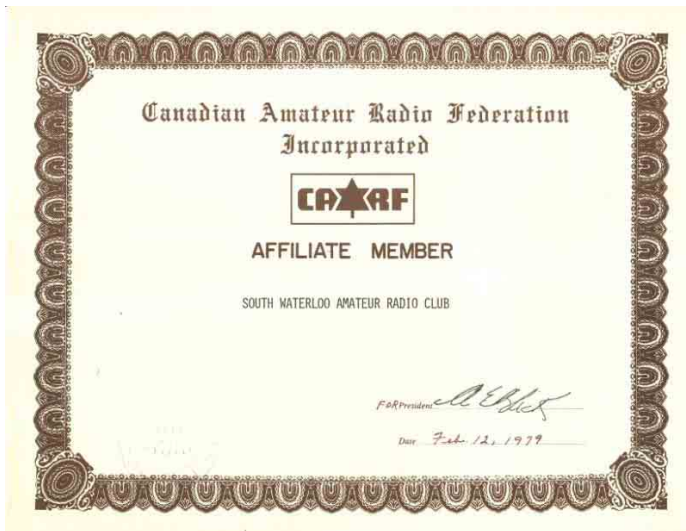 Canadian Amateur Radio Federation
Incorporated
CARF
AFFILIATE MEMBER
SOUTH WATERLOO AMATEUR RADIO CLUB
FOR President
Date Feb. 12, 1979